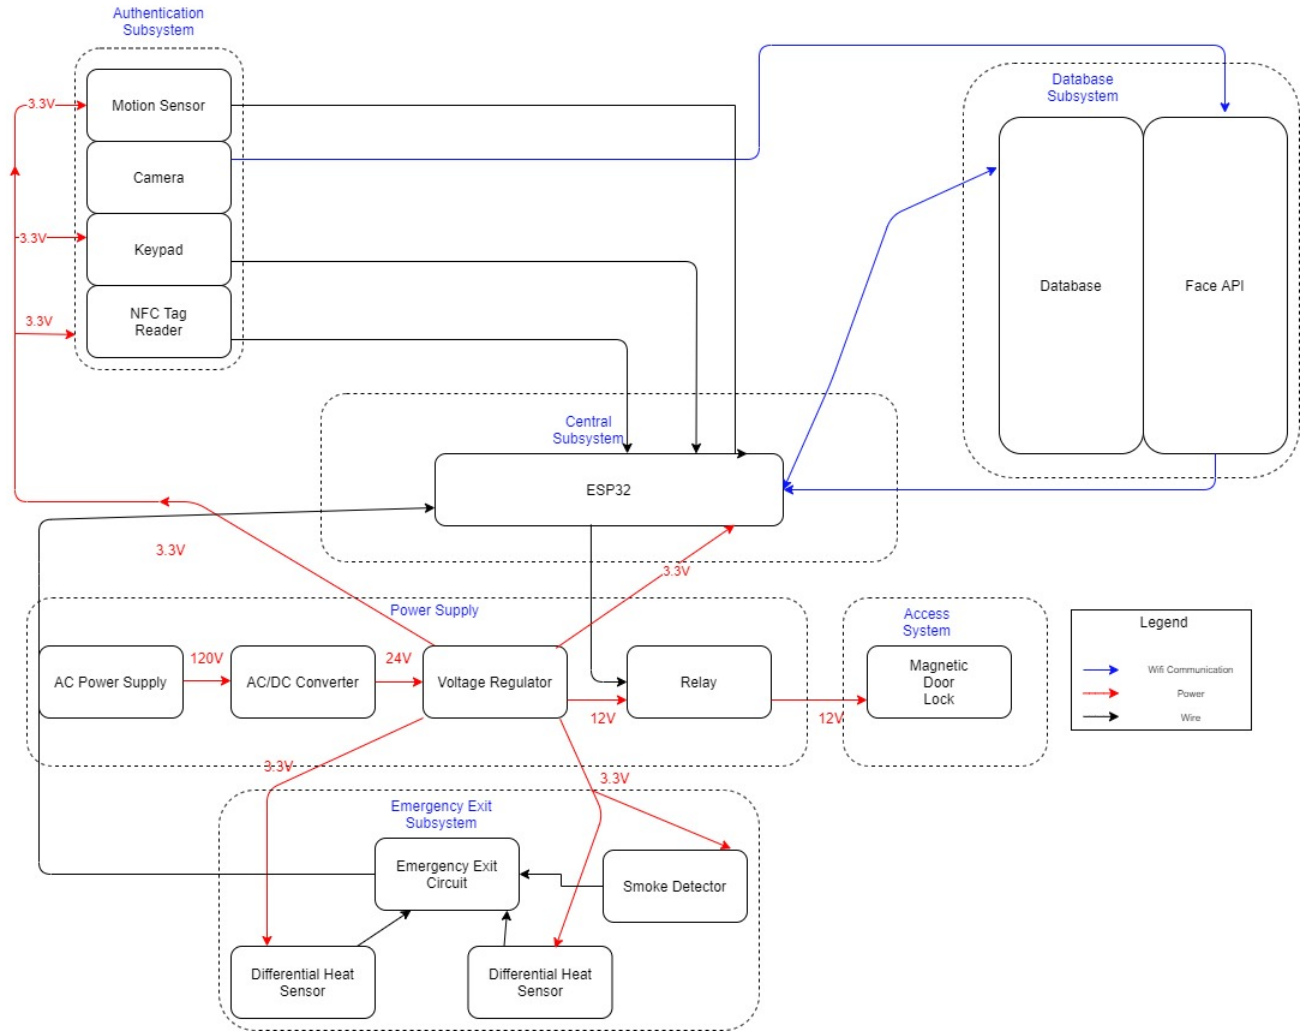 Authentication
Subsystem
Motion Sensor
Camera
Keypad
NFC Tag
Reader
3.3V
3.3V
3.3V
Database
Subsystem
Database
Face API
Central
Subsystem
ESP32
3.3V
3.3V
Power Supply
AC Power Supply
120V
AC/DC Converter
24V
Voltage Regulator
12V
Relay
12V
Access
System
Magnetic
Door
Lock
Legend
Wifi Communication
Power
Wire
3.3V
3.3V
Emergency Exit
Subsystem
Emergency Exit
Circuit
Smoke Detector
Differential Heat
Sensor
Differential Heat
Sensor